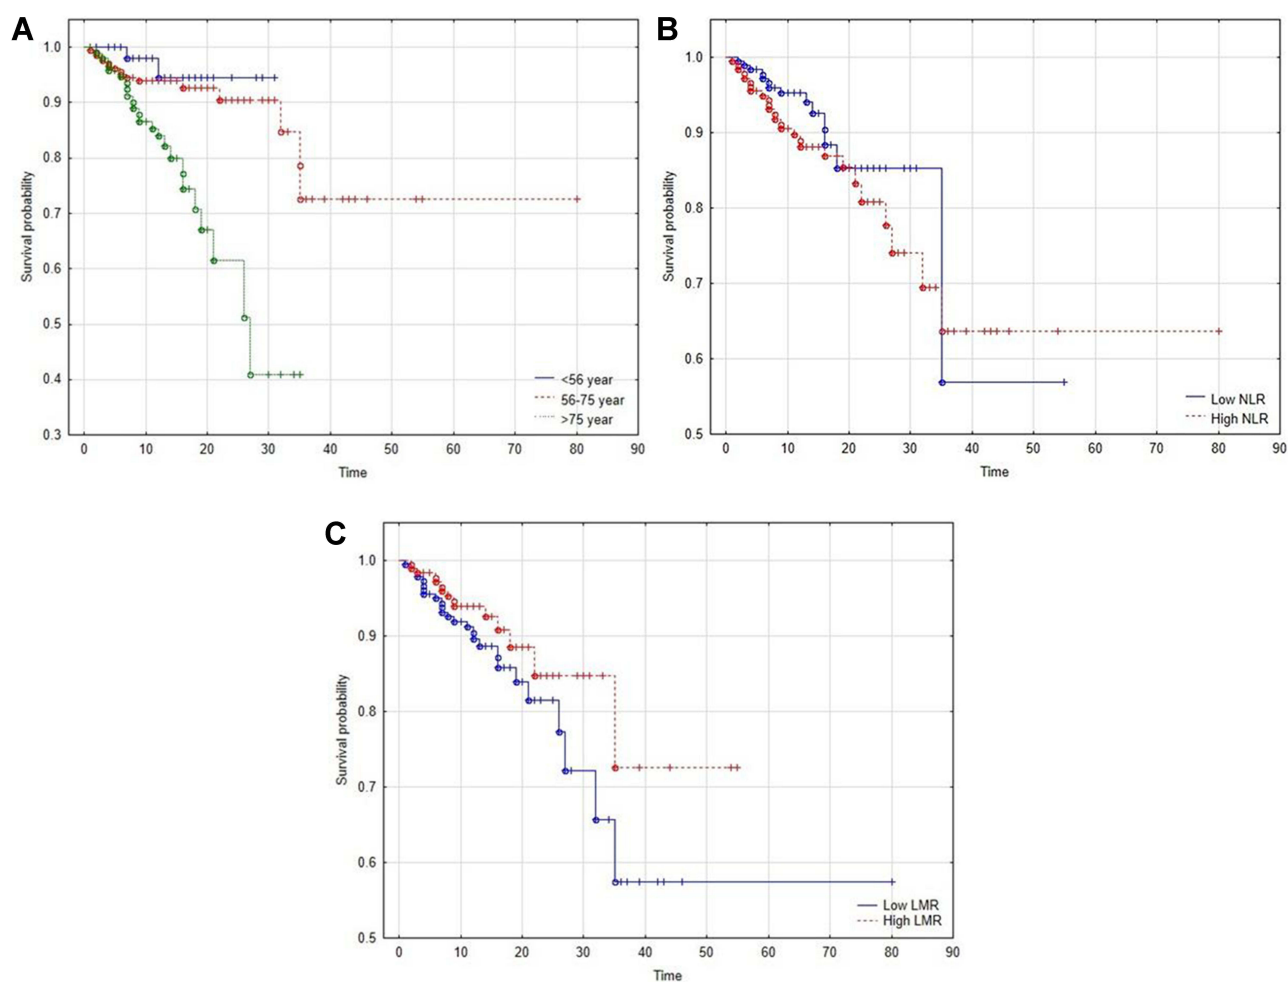 A
1.0
0.9
0.8
0.7
0.6
0.5
0.4
0.3
Survival probability
0 10 20 30 40 50 60 70 80 90
Time
<56 year
56-75 year
>75 year
B
1.0
0.9
0.8
0.7
0.6
0.5
Survival probability
0 10 20 30 40 50 60 70 80 90
Time
Low NLR
High NLR
C
1.0
0.9
0.8
0.7
0.6
0.5
Survival probability
0 10 20 30 40 50 60 70 80 90
Time
Low LMR
High LMR